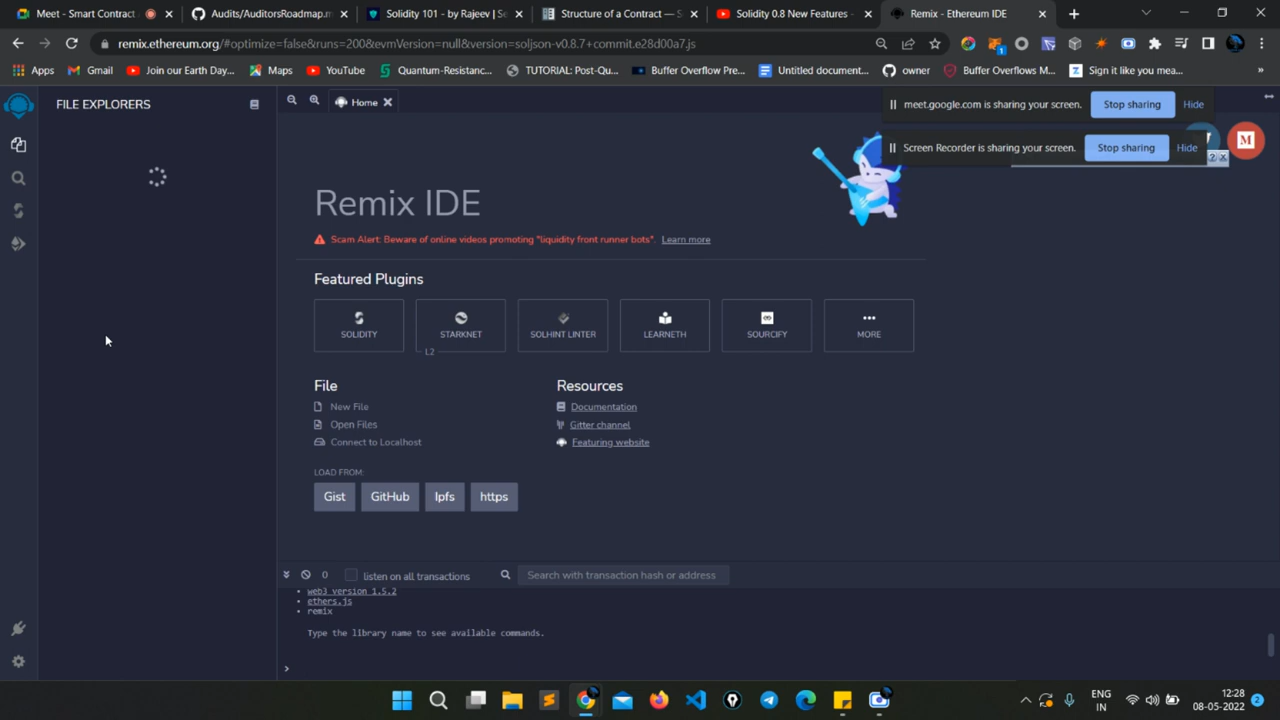 Meet - Smart Contract
Audits/AuditorsRoadmap.m
Solidity 101 - by Rajeev |
Structure of a Contract —
Solidity 0.8 New Features -
Remix - Ethereum IDE
remix.ethereum.org/#optimize=false&runs=200&evmVersion=null&version=soljson-v0.8.7+commit.e28d00a7.js
Apps
Gmail
Join our Earth Day...
Maps
YouTube
Quantum-Resistanc...
TUTORIAL: Post-Qu...
Buffer Overflow Pre...
Untitled document...
owner
Buffer Overflows M...
Sign it like you mea...
»
FILE EXPLORERS
Home
meet.google.com is sharing your screen.
Stop sharing
Hide
Screen Recorder is sharing your screen.
Stop sharing
Hide
Remix IDE
Scam Alert: Beware of online videos promoting "liquidity front runner bots".
Learn more
Featured Plugins
SOLIDITY
STARKNET
L2
SOLHINT LINTER
LEARNETH
SOURCIFY
MORE
File
New File
Open Files
Connect to Localhost
Resources
Documentation
Gitter channel
Featuring website
LOAD FROM:
Gist
GitHub
Ipfs
https
0
listen on all transactions
Search with transaction hash or address
• web3 version 1.5.2
• ethers.js
• remix
Type the library name to see available commands.
>
ENG
IN
12:28
08-05-2022
2